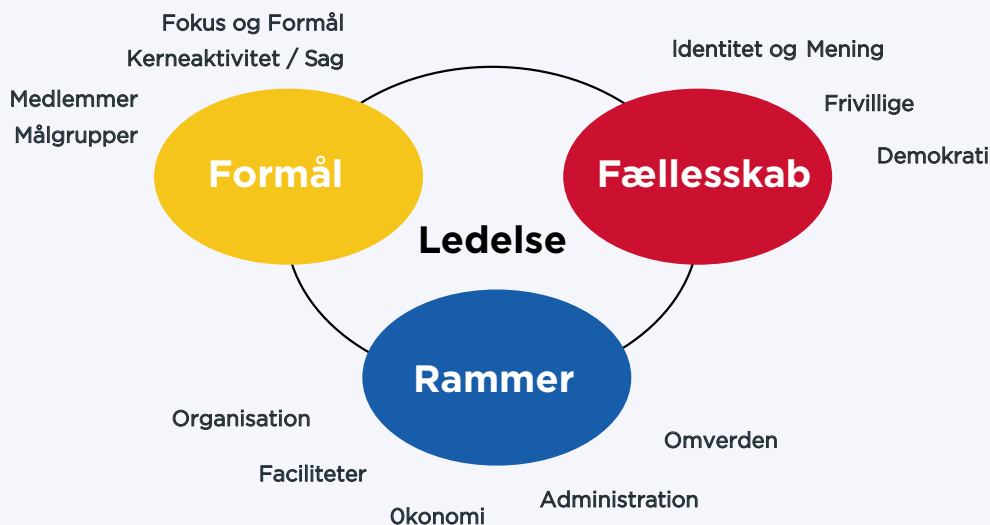 Fokus og Formål
Kerneaktivitet / Sag
Medlemmer
Målgrupper
Formål
Identitet og Mening
Frivillige
Demokrati
Fællesskab
Ledelse
Rammer
Organisation
Faciliteter
0konomi
Administration
Omverden